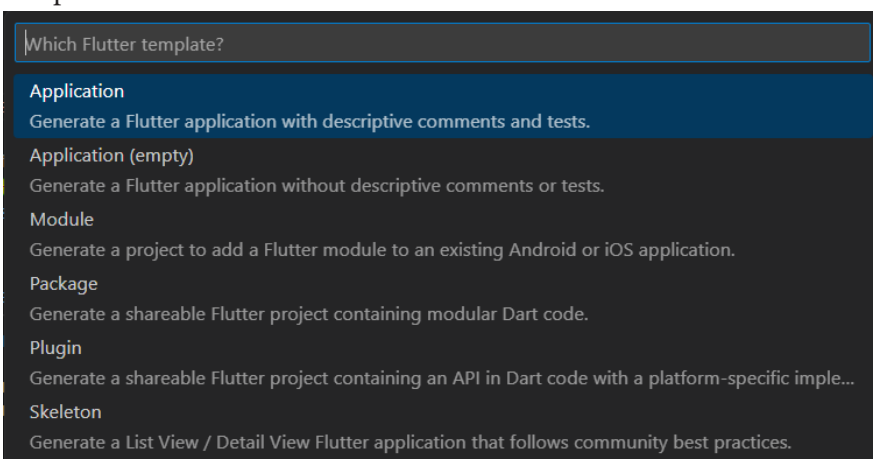 Which Flutter template?
Application
Generate a Flutter application with descriptive comments and tests.
Application (empty)
Generate a Flutter application without descriptive comments or tests.
Module
Generate a project to add a Flutter module to an existing Android or iOS application.
Package
Generate a shareable Flutter project containing modular Dart code.
Plugin
Generate a shareable Flutter project containing an API in Dart code with a platform-specific imple...
Skeleton
Generate a List View / Detail View Flutter application that follows community best practices.